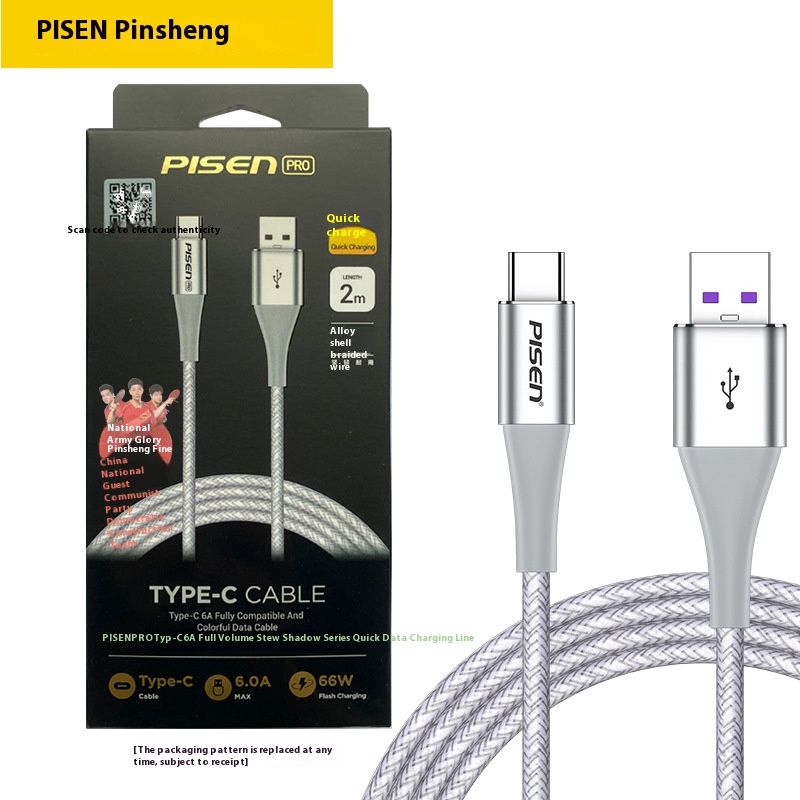 PISEN Pinsheng
PISEN PRO
Scan code to check authenticity
Quick
charge
Quick Charging
PISEN PRO
LENGTH
2m
Alloy
shell
braided
wire
PISEN®
National
Army Glory
Pinsheng Fine
China
National
Guest
Communist
Party
TYPE-C CABLE
Type-C 6A Fully Compatible And
Colorful Data Cable
PISENPROTyp-C6A Full Volume Stew Shadow Series Quick Data Charging Line
Type-C
Cable
6.0A
MAX
66W
Flash Charging
[The packaging pattern is replaced at any
time, subject to receipt]